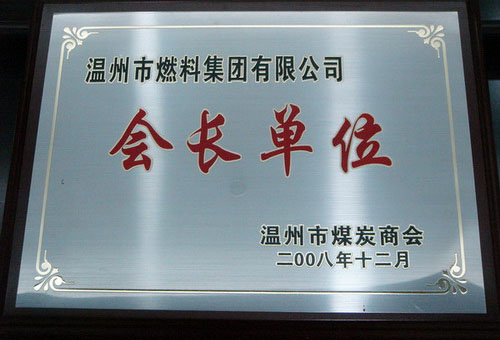 温州市燃料集团有限公司
会长单位
温州市煤炭商会
二00八年十二月